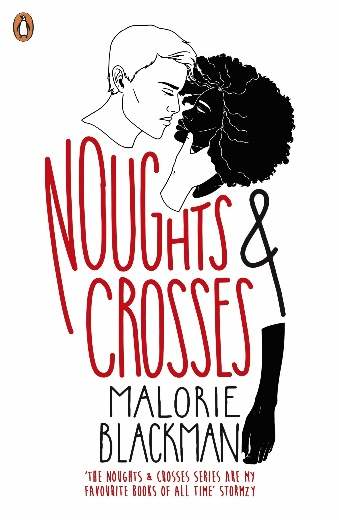 NOUGHTS &
CROSSES
MALORIE
BLACKMAN
'THE NOUGHTS & CROSSES SERIES ARE MY
FAVOURITE BOOKS OF ALL TIME' STORMZY